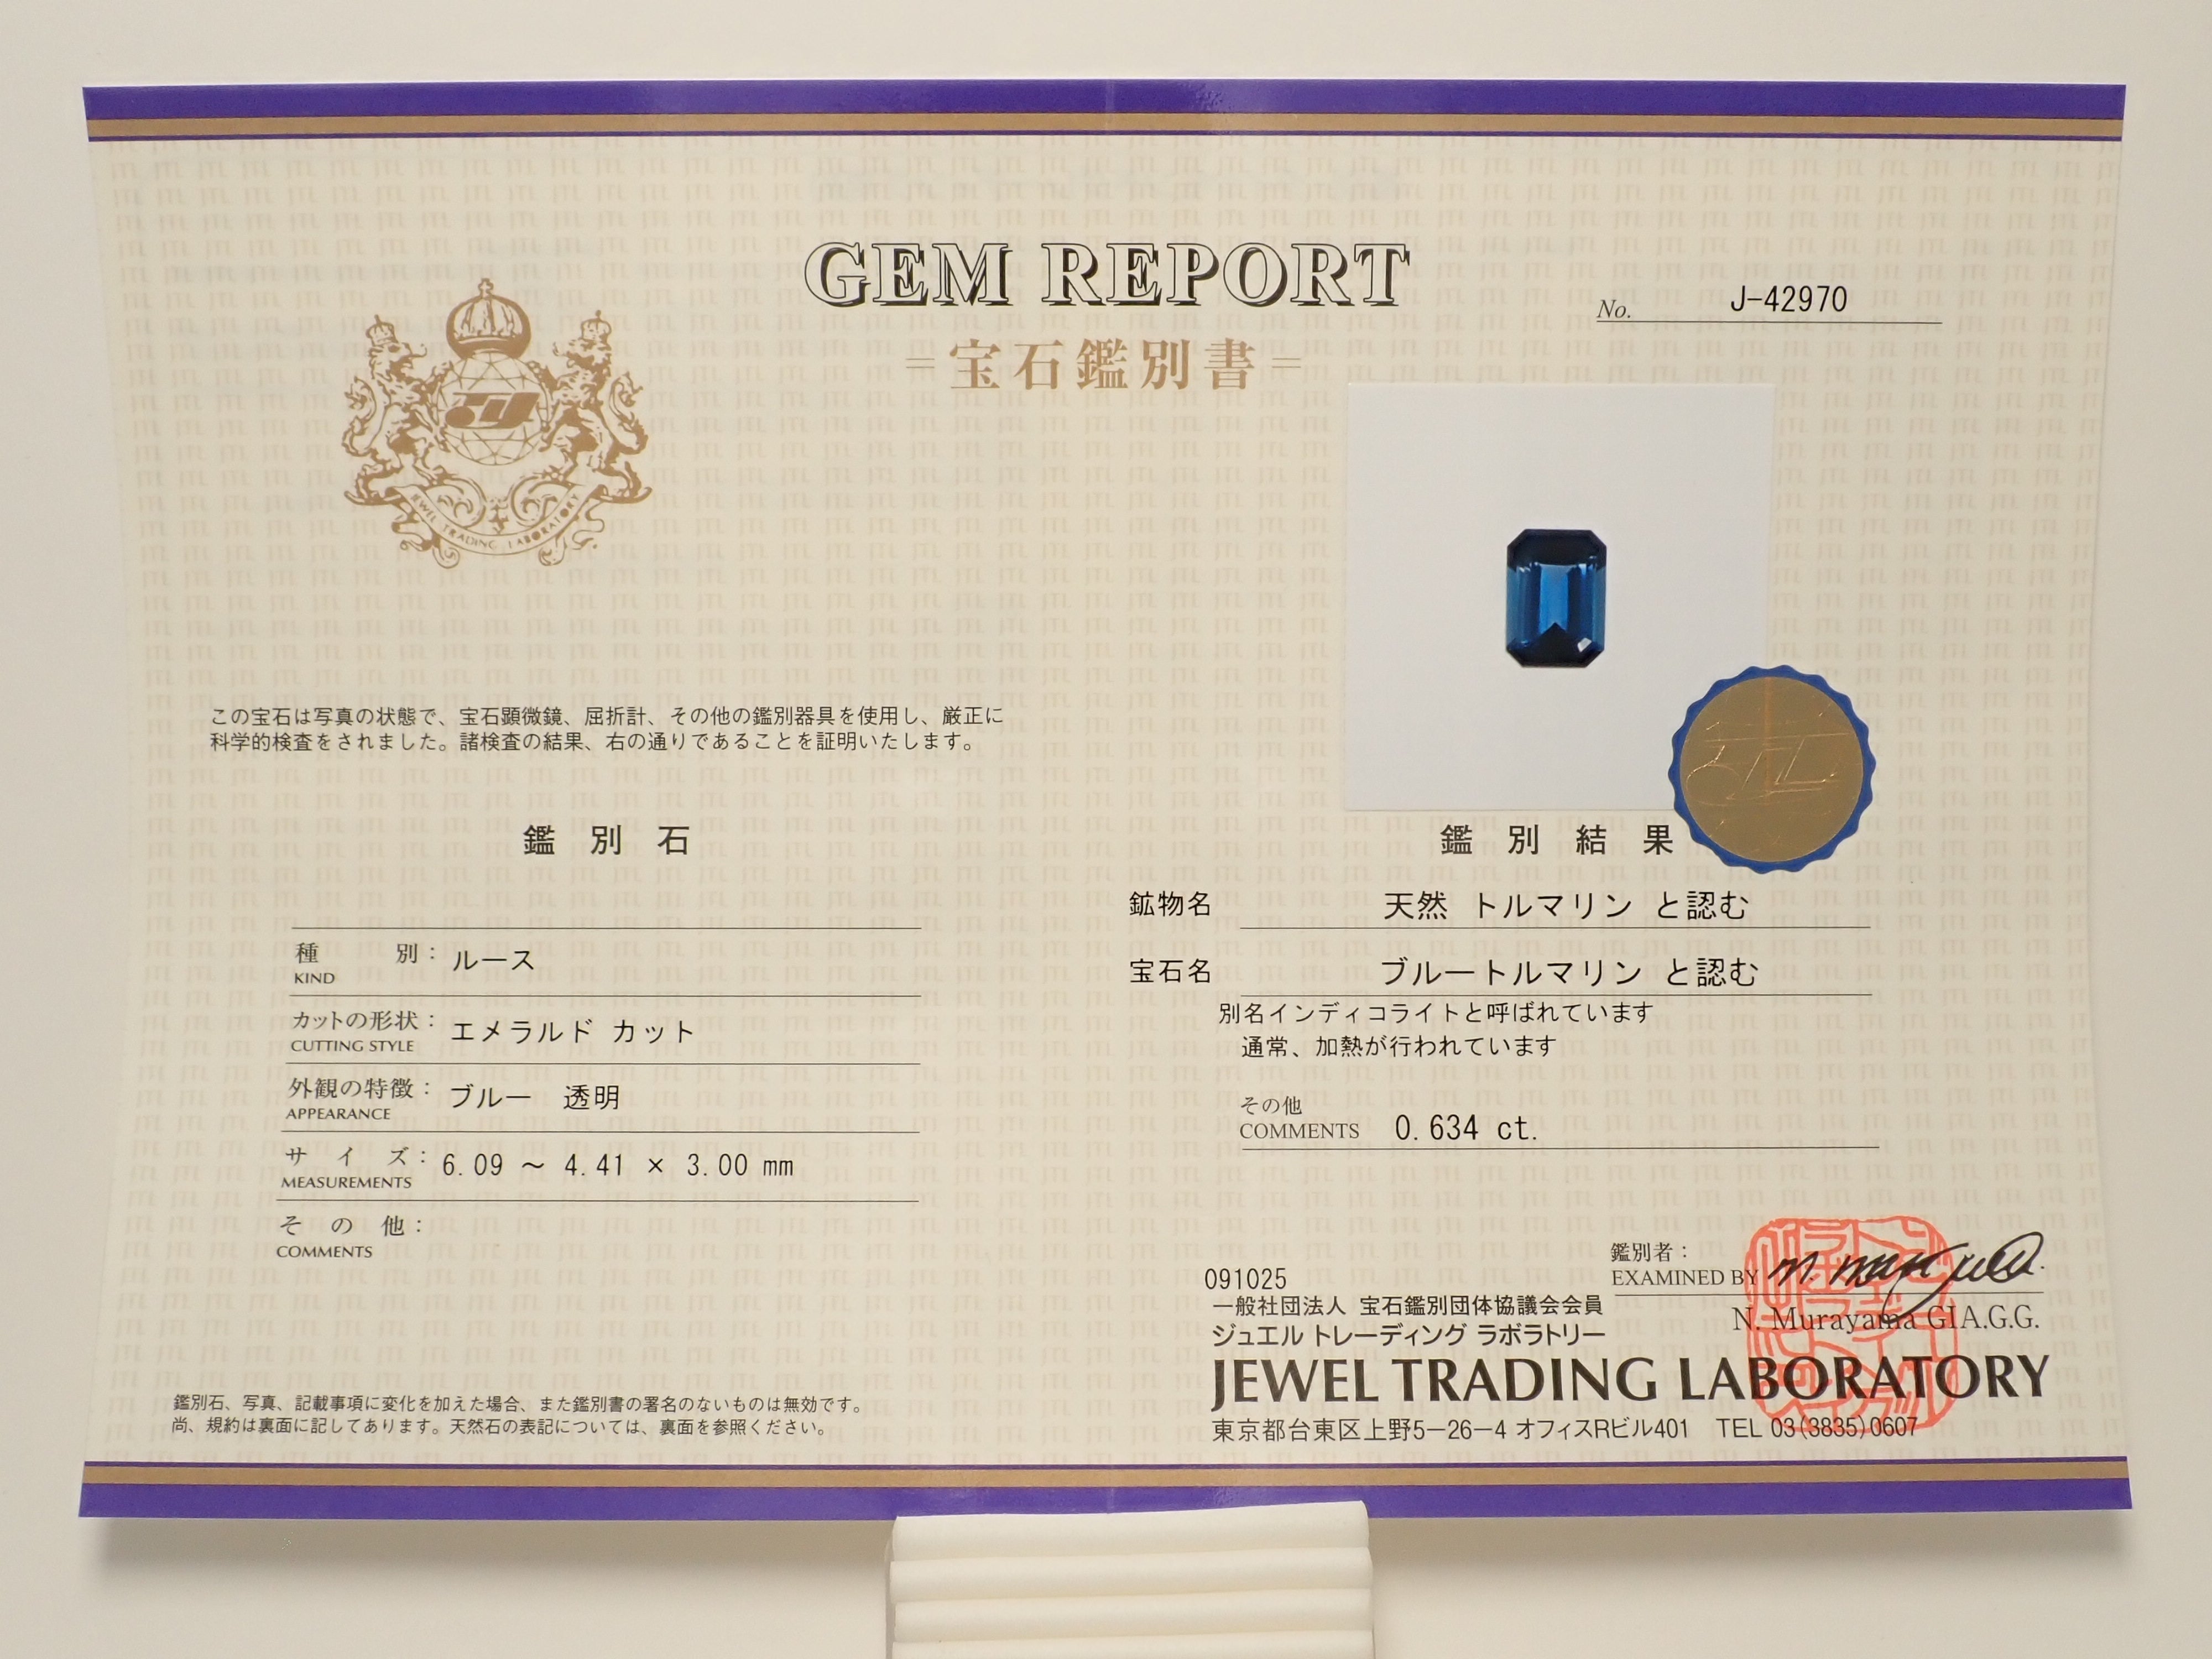 GEM REPORT
=宝石鑑別書=
No. J-42970
JEWEL TRADING LABORATORY
この宝石は写真の状態で、宝石顕微鏡、屈折計、その他の鑑別器具を使用し、厳正に
科学的検査をされました。諸検査の結果、右の通りであることを証明いたします。
鑑別石
種別: ルース
KIND
カットの形状: エメラルド カット
CUTTING STYLE
外観の特徴: ブルー 透明
APPEARANCE
サイズ: 6.09 ~ 4.41 × 3.00 mm
MEASUREMENTS
その他:
COMMENTS
鑑別石、写真、記載事項に変化を加えた場合、また鑑別書の署名のないものは無効です。
尚、規約は裏面に記してあります。天然石の表記については、裏面を参照ください。
鑑別結果
鉱物名 天然 トルマリン と認む
宝石名 ブルートルマリン と認む
別名インディコライトと呼ばれています
通常、加熱が行われています
その他
COMMENTS 0.634 ct.
鑑別者:
EXAMINED BY
N. Murayama GIA.G.G.
091025
一般社団法人 宝石鑑別団体協議会会員
ジュエル トレーディング ラボラトリー
JEWEL TRADING LABORATORY
東京都台東区上野5-26-4 オフィスRビル401 TEL 03(3835)0607